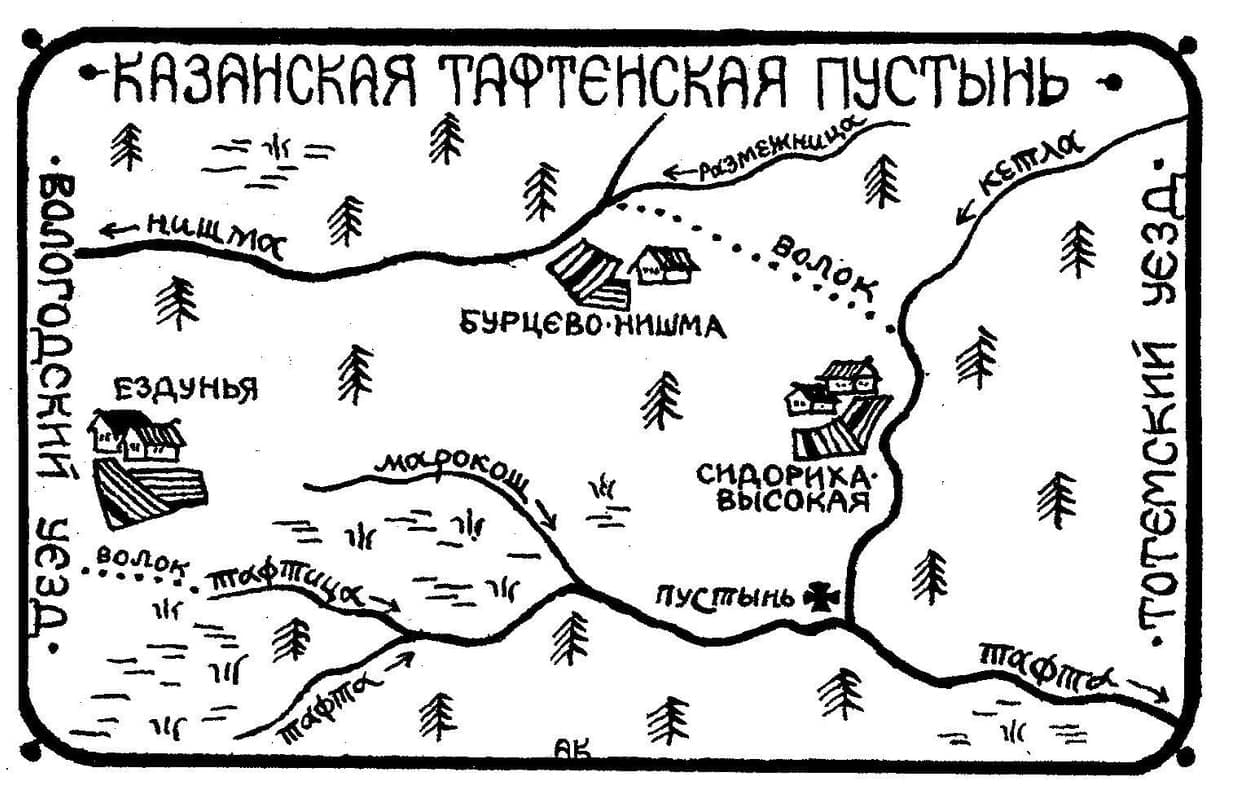 КАЗАНСКАЯ ТАФТЕНСКАЯ ПУСТЫНЬ
РАЗМЕЖНИЦА
КЕТЛА
НИШМА
ВОЛОК
БУРЦЕВО·НИШМА
ЕЗДУНЬЯ
МАРОКОШ
СИДОРИХА·
ВЫСОКАЯ
ВОЛОК
ТАФТИЦА
ПУСТЫНЬ
ТАФТА
ТАФТА
АК
·ВОЛОГОДСКИЙ УЕЗД·
·ТОТЕМСКИЙ УЕЗД·